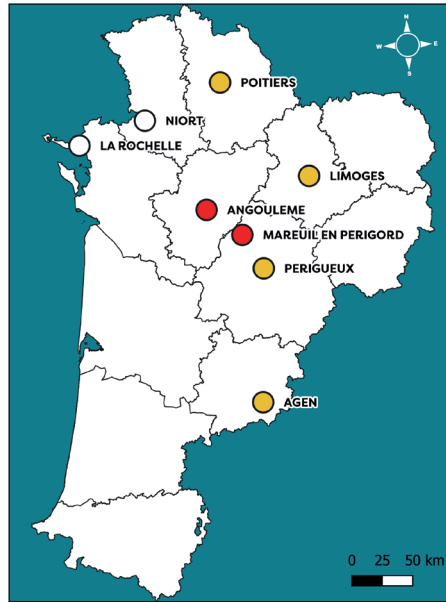 N
W E
S
POITIERS
NIORT
LA ROCHELLE
LIMOGES
ANGOULEME
MAREUIL EN PERIGORD
PERIGUEUX
AGEN
0 25 50 km